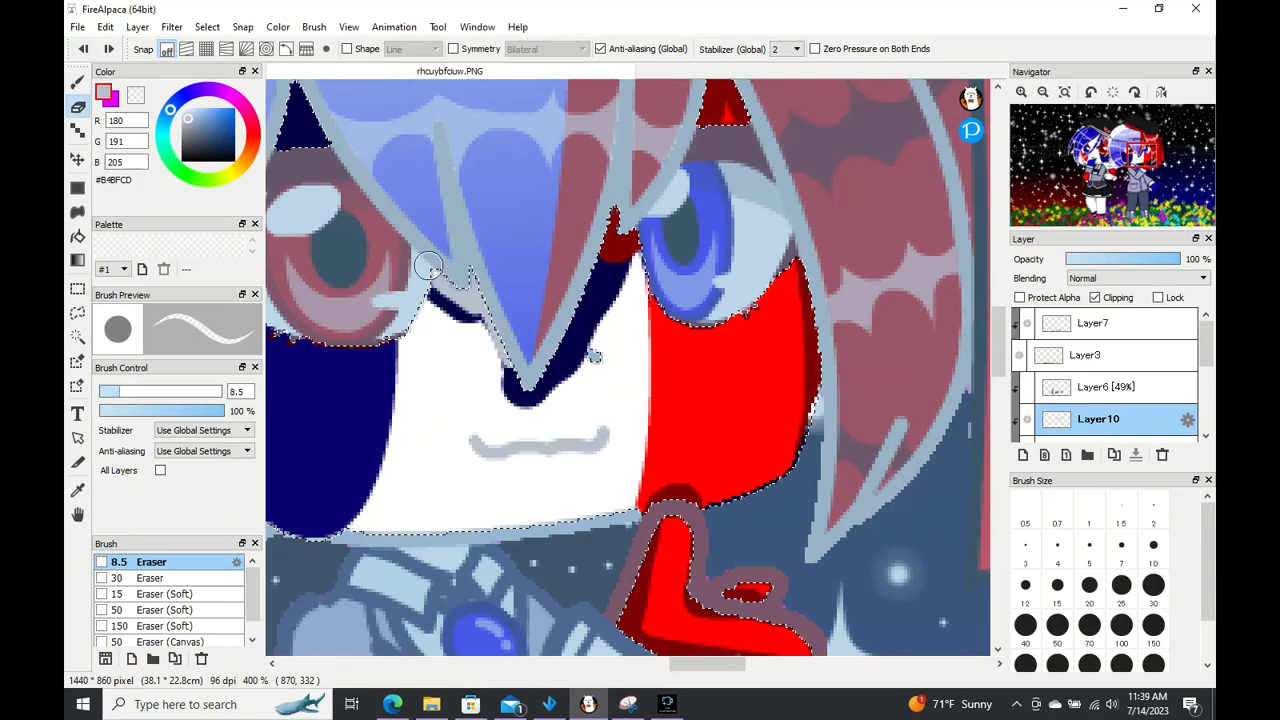 FireAlpaca (64bit)
File Edit Layer Filter Select Snap Color Brush View Animation Tool Window Help
Snap off Shape Line Symmetry Bilateral Anti-aliasing (Global) Stabilizer (Global) 2 Zero Pressure on Both Ends
Color
R 180
G 191
B 205
#B4BFCD
Palette
#1 ---
Brush Preview
Brush Control
8.5
100 %
Stabilizer Use Global Settings
Anti-aliasing Use Global Settings
All Layers
Brush
8.5 Eraser
30 Eraser
15 Eraser (Soft)
50 Eraser (Soft)
150 Eraser (Soft)
50 Eraser (Canvas)
rhcuybfciuw.PNG
P
Navigator
Layer
Opacity 100 %
Blending Normal
Protect Alpha Clipping Lock
Layer7
Layer3
Layer6 [49%]
Layer10
Brush Size
0.5 0.7 1 1.5 2
3 4 5 7 10
12 15 20 25 30
40 50 70 100 150
1440 * 860 pixel (38.1 * 22.8cm) 96 dpi 400 % ( 870, 332 )
Type here to search
1
71°F Sunny
11:39 AM
7/14/2023
7